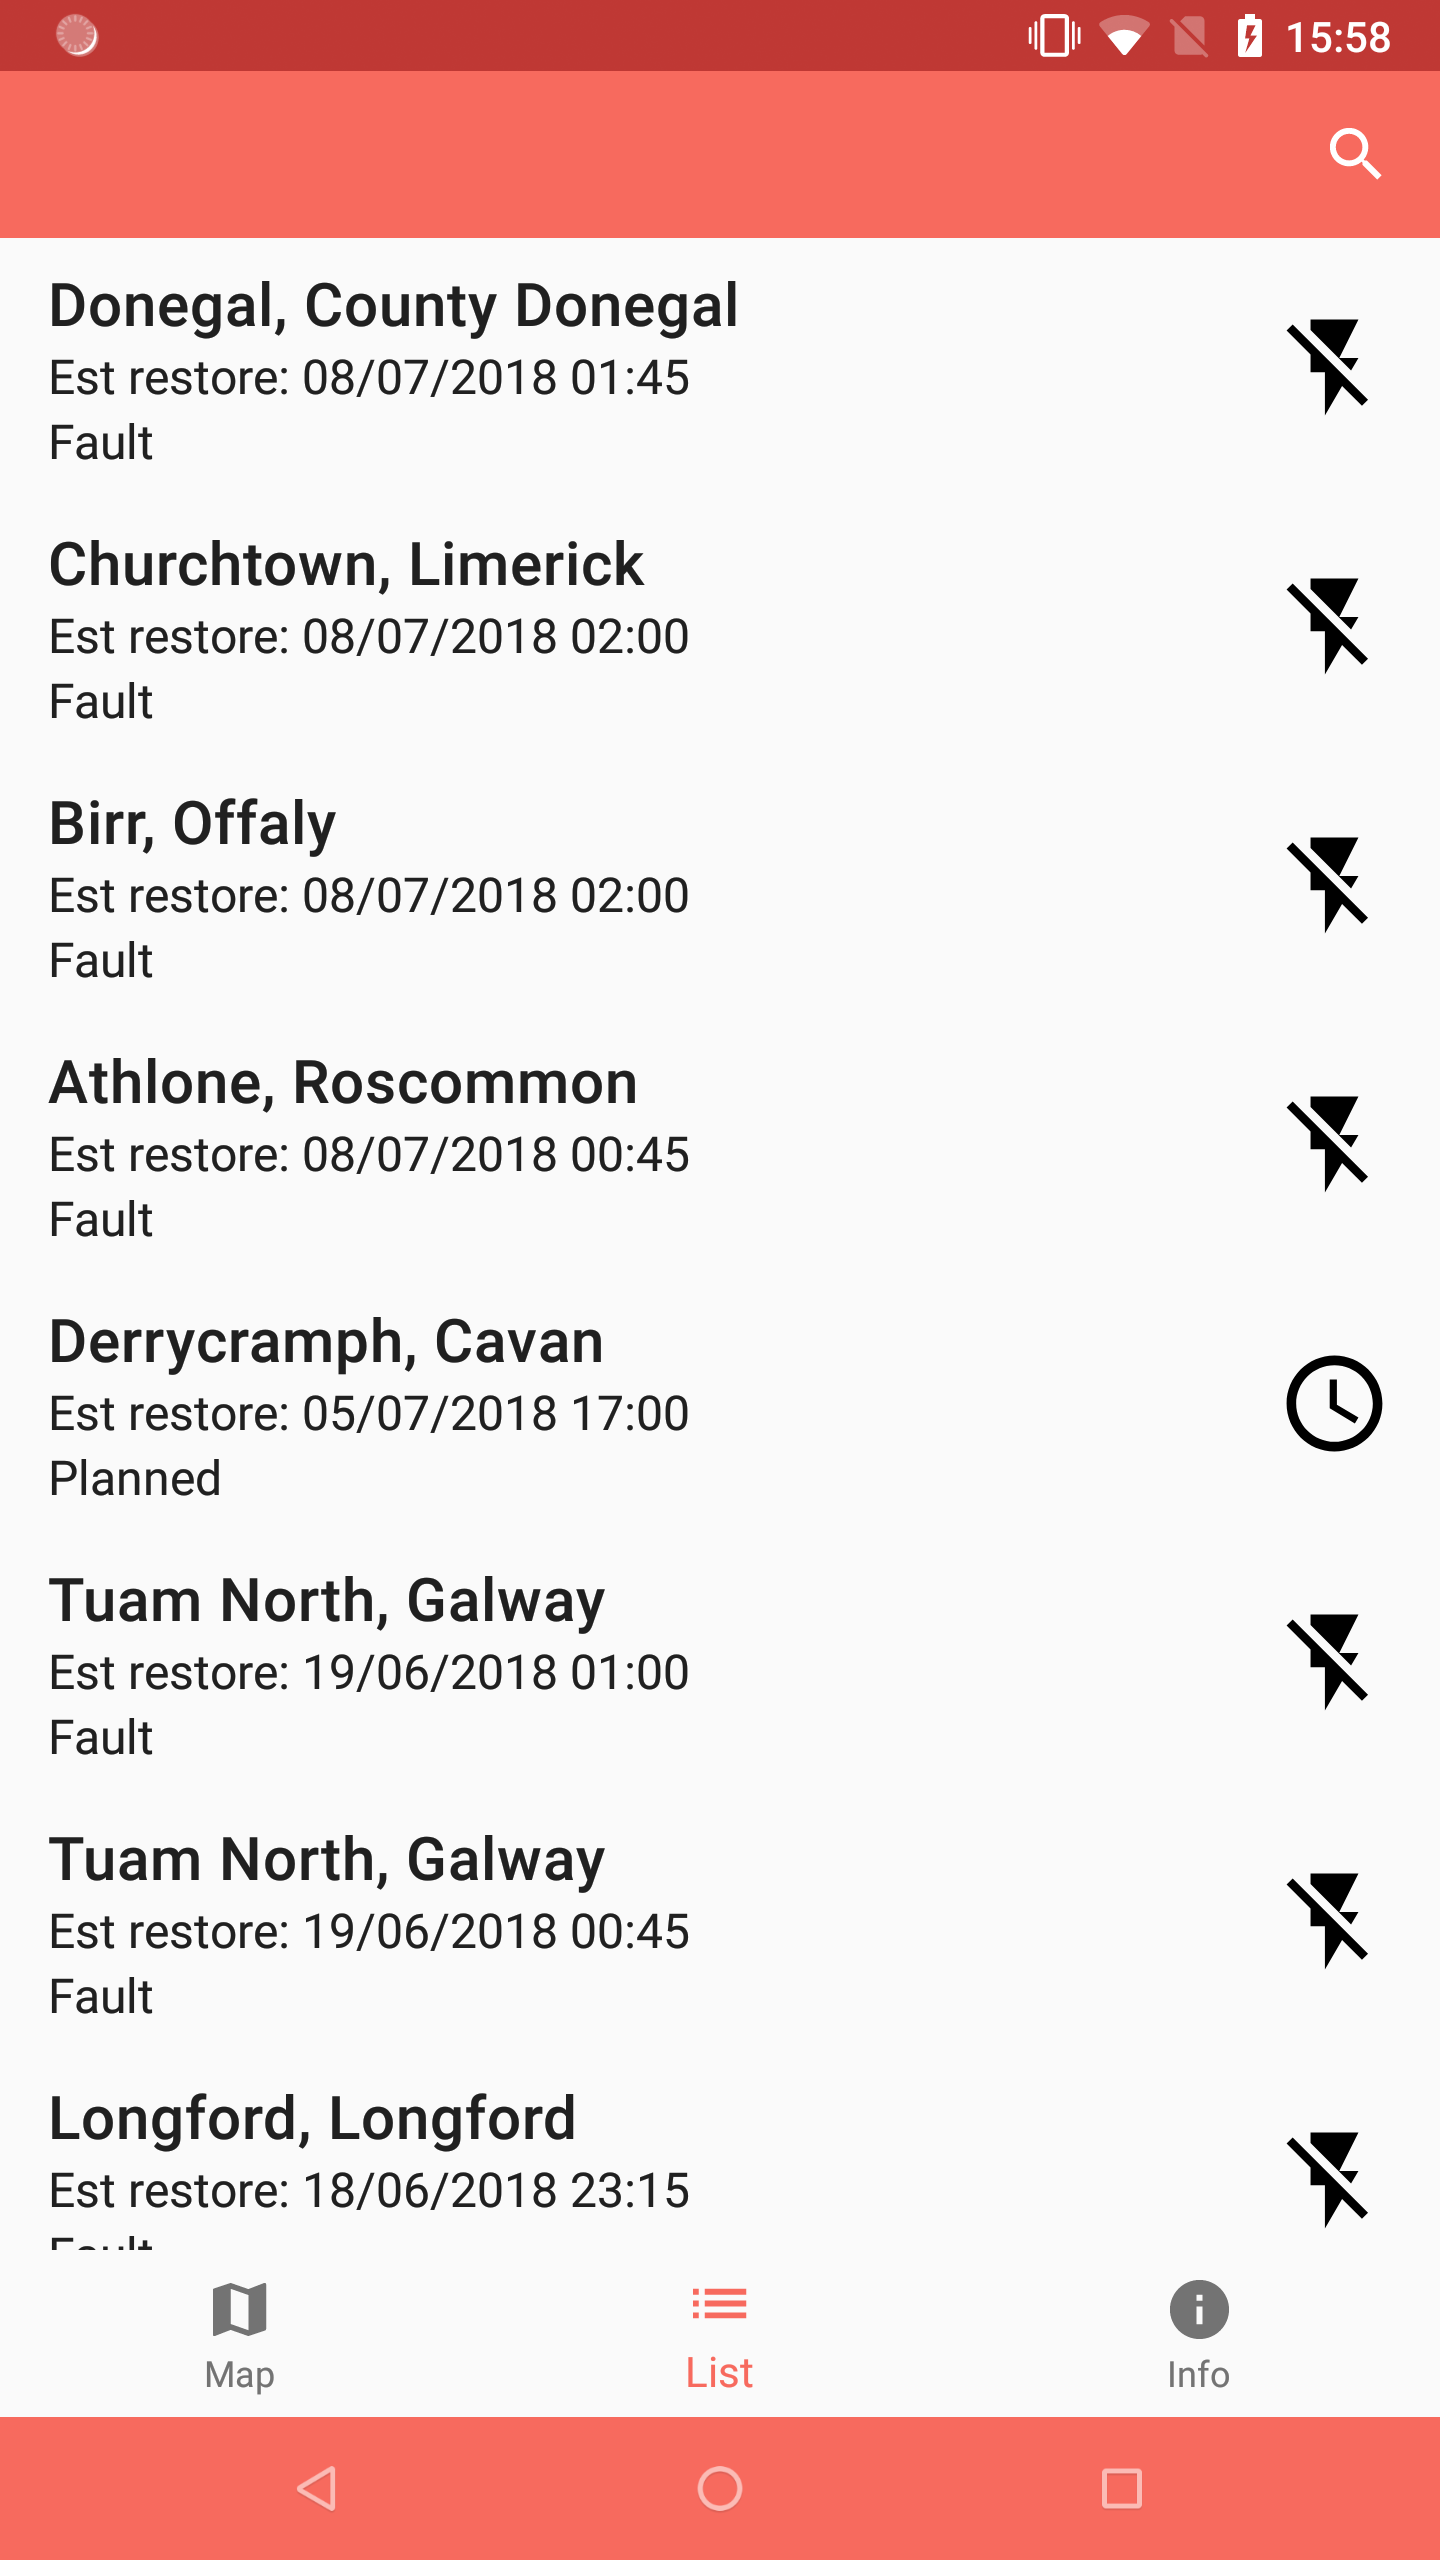 15:58
Donegal, County Donegal
Est restore: 08/07/2018 01:45
Fault
Churchtown, Limerick
Est restore: 08/07/2018 02:00
Fault
Birr, Offaly
Est restore: 08/07/2018 02:00
Fault
Athlone, Roscommon
Est restore: 08/07/2018 00:45
Fault
Derrycramph, Cavan
Est restore: 05/07/2018 17:00
Planned
Tuam North, Galway
Est restore: 19/06/2018 01:00
Fault
Tuam North, Galway
Est restore: 19/06/2018 00:45
Fault
Longford, Longford
Est restore: 18/06/2018 23:15
Fault
Map
List
Info